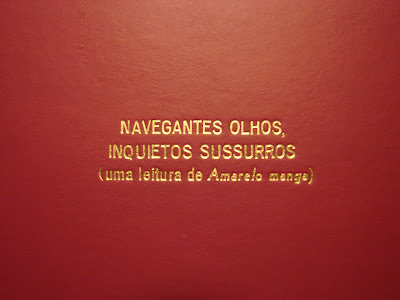 NAVEGANTES OLHOS,
INQUIETOS SUSSURROS
(uma leitura de Amarelo manga)